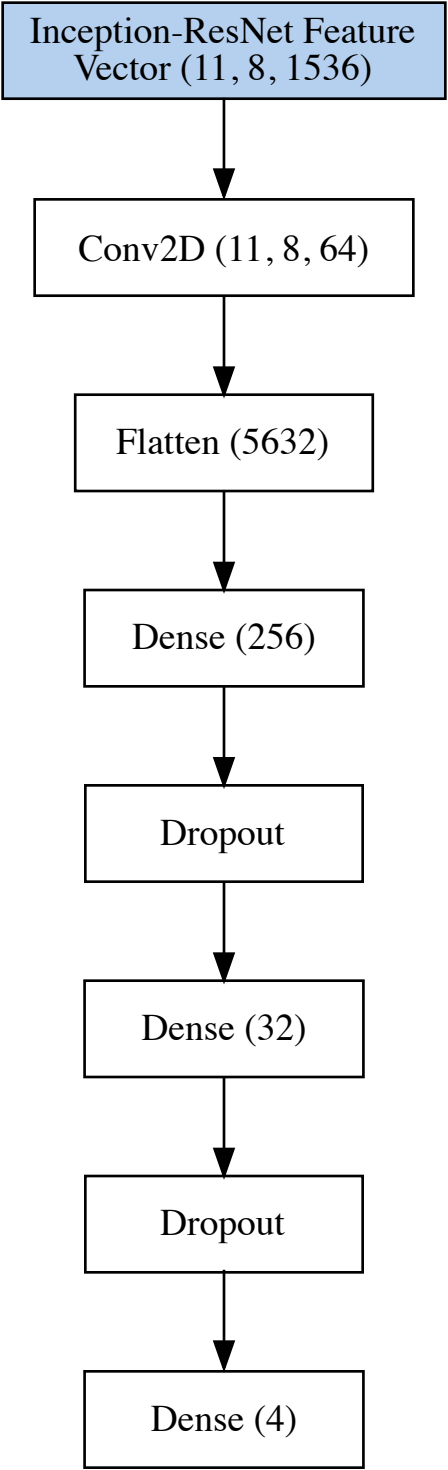 Inception-ResNet Feature
Vector (11, 8, 1536)
Conv2D (11, 8, 64)
Flatten (5632)
Dense (256)
Dropout
Dense (32)
Dropout
Dense (4)